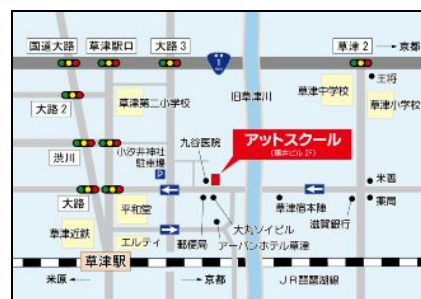 国道大路
草津駅口
大路3
国道
1
草津2
→京都
王将
大路2
草津第二小学校
旧草津川
草津中学校
草津小学校
渋川
小汐井神社
駐車場
P
九谷医院
アットスクール
(藤井ビル2F)
大路
平和堂
米善
薬局
草津近鉄
エルティ
郵便局
大丸ソイビル
アーバンホテル草津
草津宿本陣
滋賀銀行
草津駅
米原←
→京都
JR琵琶湖線